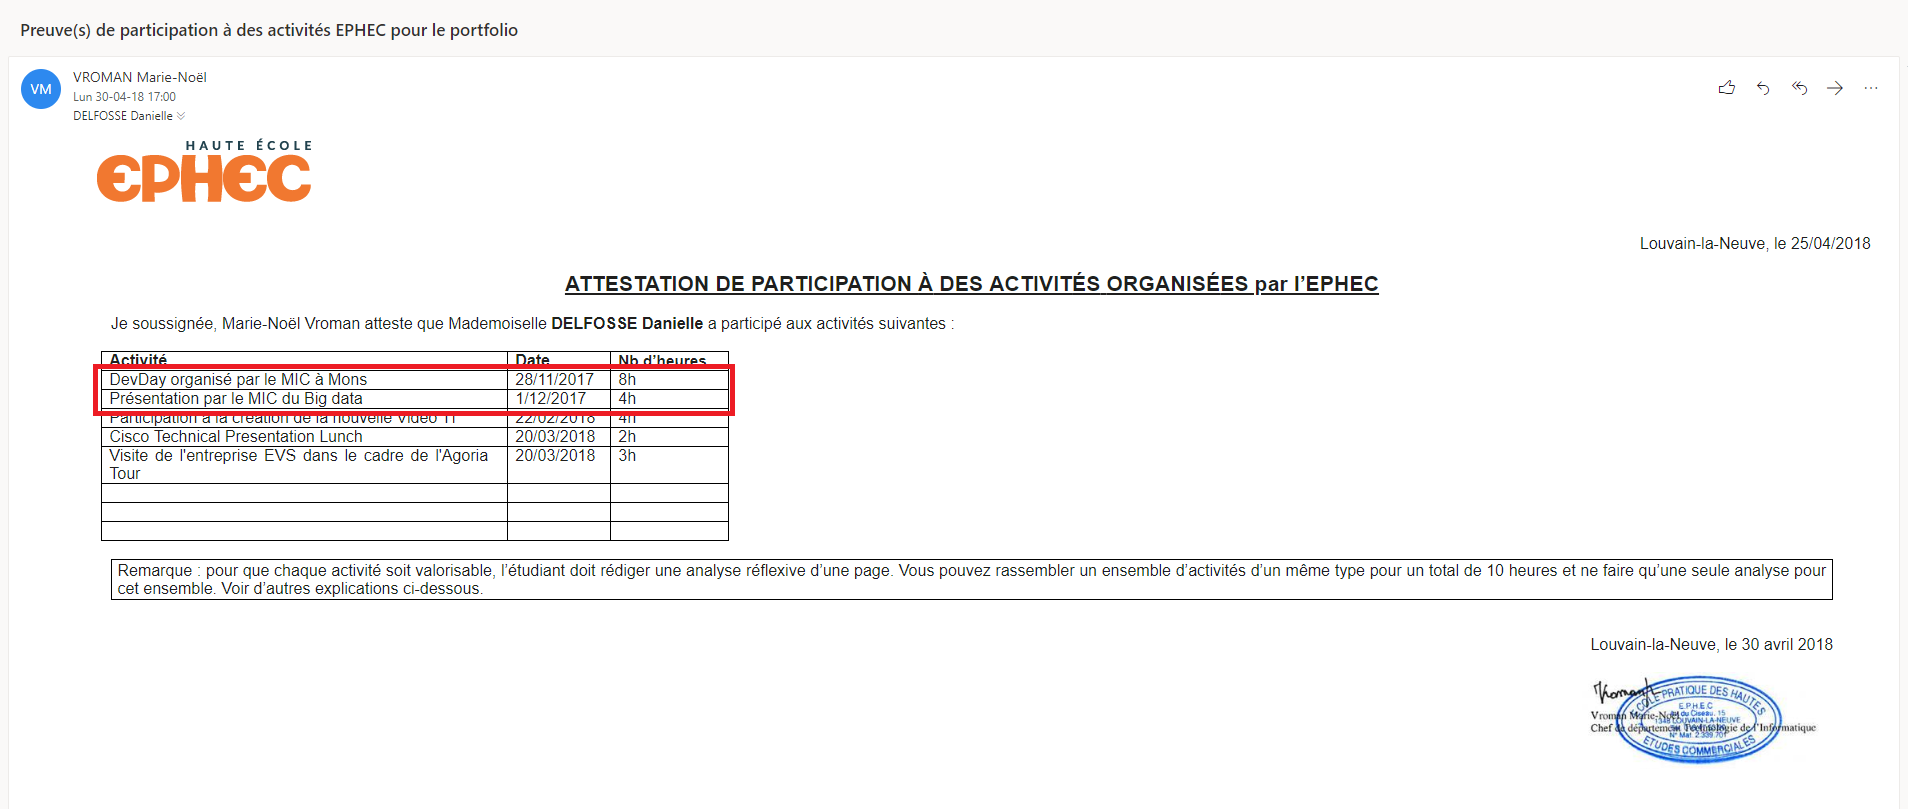 Preuve(s) de participation à des activités EPHEC pour le portfolio
VM
VROMAN Marie-Noël
Lun 30-04-18 17:00
DELFOSSE Danielle
HAUTE ÉCOLE
EPHEC
Louvain-la-Neuve, le 25/04/2018
ATTESTATION DE PARTICIPATION À DES ACTIVITÉS ORGANISÉES par l'EPHEC
Je soussignée, Marie-Noël Vroman atteste que Mademoiselle DELFOSSE Danielle a participé aux activités suivantes :
Activité Date Nb d'heures
DevDay organisé par le MIC à Mons 28/11/2017 8h
Présentation par le MIC du Big data 1/12/2017 4h
Participation à la création de la nouvelle Vidéo TI 22/02/2018 4h
Cisco Technical Presentation Lunch 20/03/2018 2h
Visite de l'entreprise EVS dans le cadre de l'Agoria 20/03/2018 3h
Tour
Remarque : pour que chaque activité soit valorisable, l'étudiant doit rédiger une analyse réflexive d'une page. Vous pouvez rassembler un ensemble d'activités d'un même type pour un total de 10 heures et ne faire qu'une seule analyse pour
cet ensemble. Voir d'autres explications ci-dessous.
Louvain-la-Neuve, le 30 avril 2018
Vroman
ECOLE PRATIQUE DES HAUTES
E.P.H.E.C
du Ciseau, 15
1348 LOUVAIN-LA-NEUVE
N° Mat. 2.339.701
ETUDES COMMERCIALES
Vroman Marie-Noël
Chef de département Technologie de l'Informatique